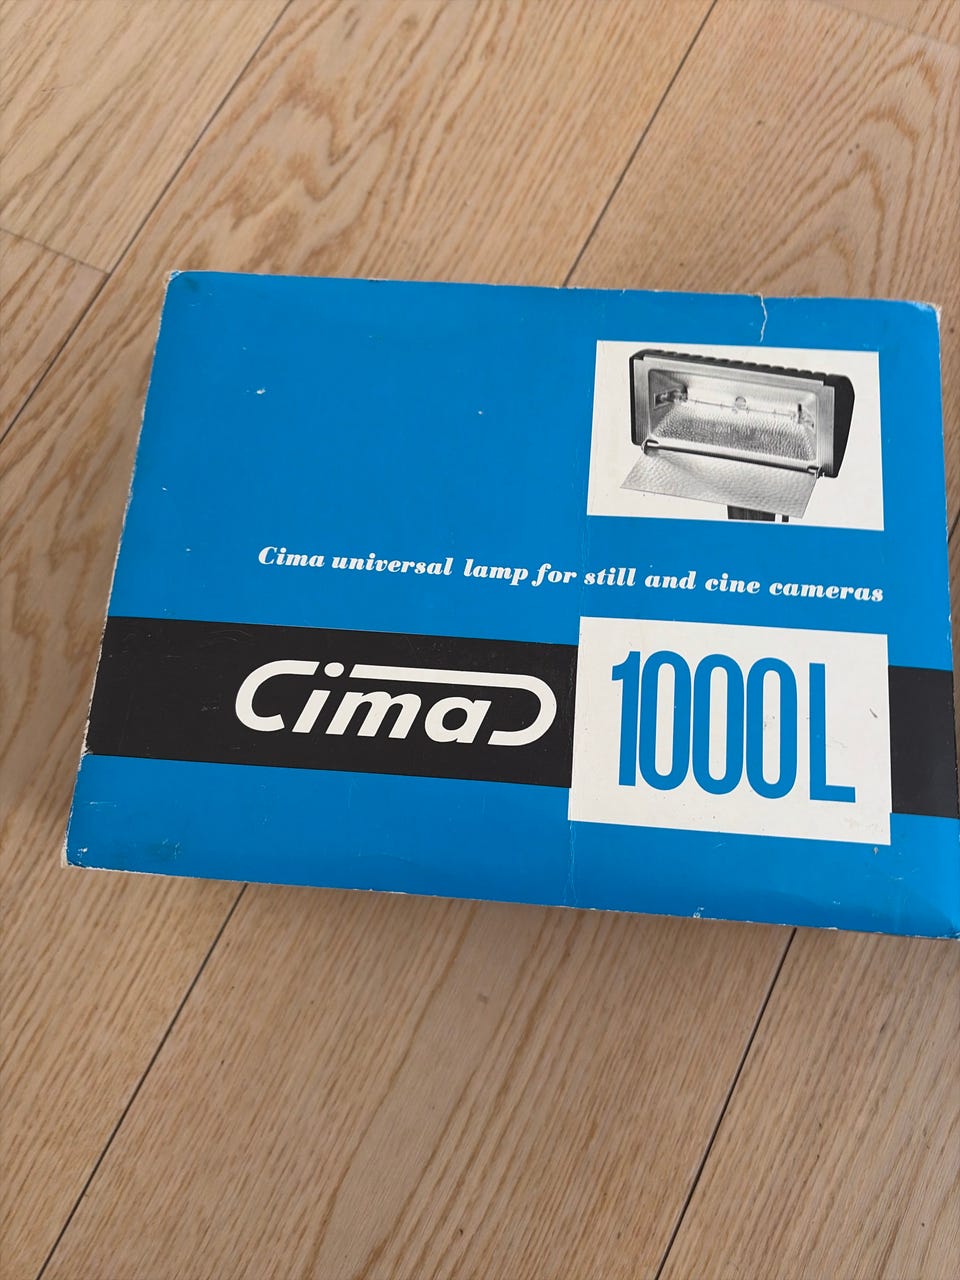 Cima universal lamp for still and cine cameras
Cima
1000L